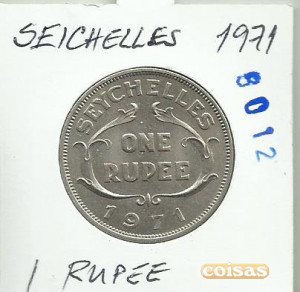 SEICHELLES 1971
8012
SEYCHELLES
ONE
RUPEE
1971
1 RUPEE
coisas